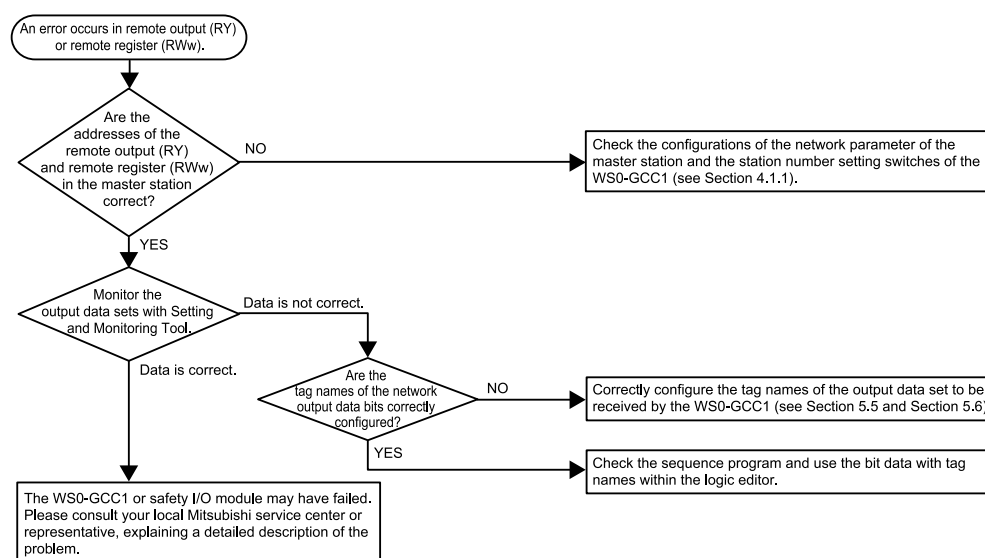 An error occurs in remote output (RY)
or remote register (RWw).
Are the
addresses of the
remote output (RY)
and remote register (RWw)
in the master station
correct?
NO
Check the configurations of the network parameter of the
master station and the station number setting switches of the
WS0-GCC1 (see Section 4.1.1).
YES
Monitor the
output data sets with Setting
and Monitoring Tool.
Data is not correct.
Data is correct.
Are the
tag names of the network
output data bits correctly
configured?
NO
Correctly configure the tag names of the output data set to be
received by the WS0-GCC1 (see Section 5.5 and Section 5.6)
YES
Check the sequence program and use the bit data with tag
names within the logic editor.
The WS0-GCC1 or safety I/O module may have failed.
Please consult your local Mitsubishi service center or
representative, explaining a detailed description of the
problem.